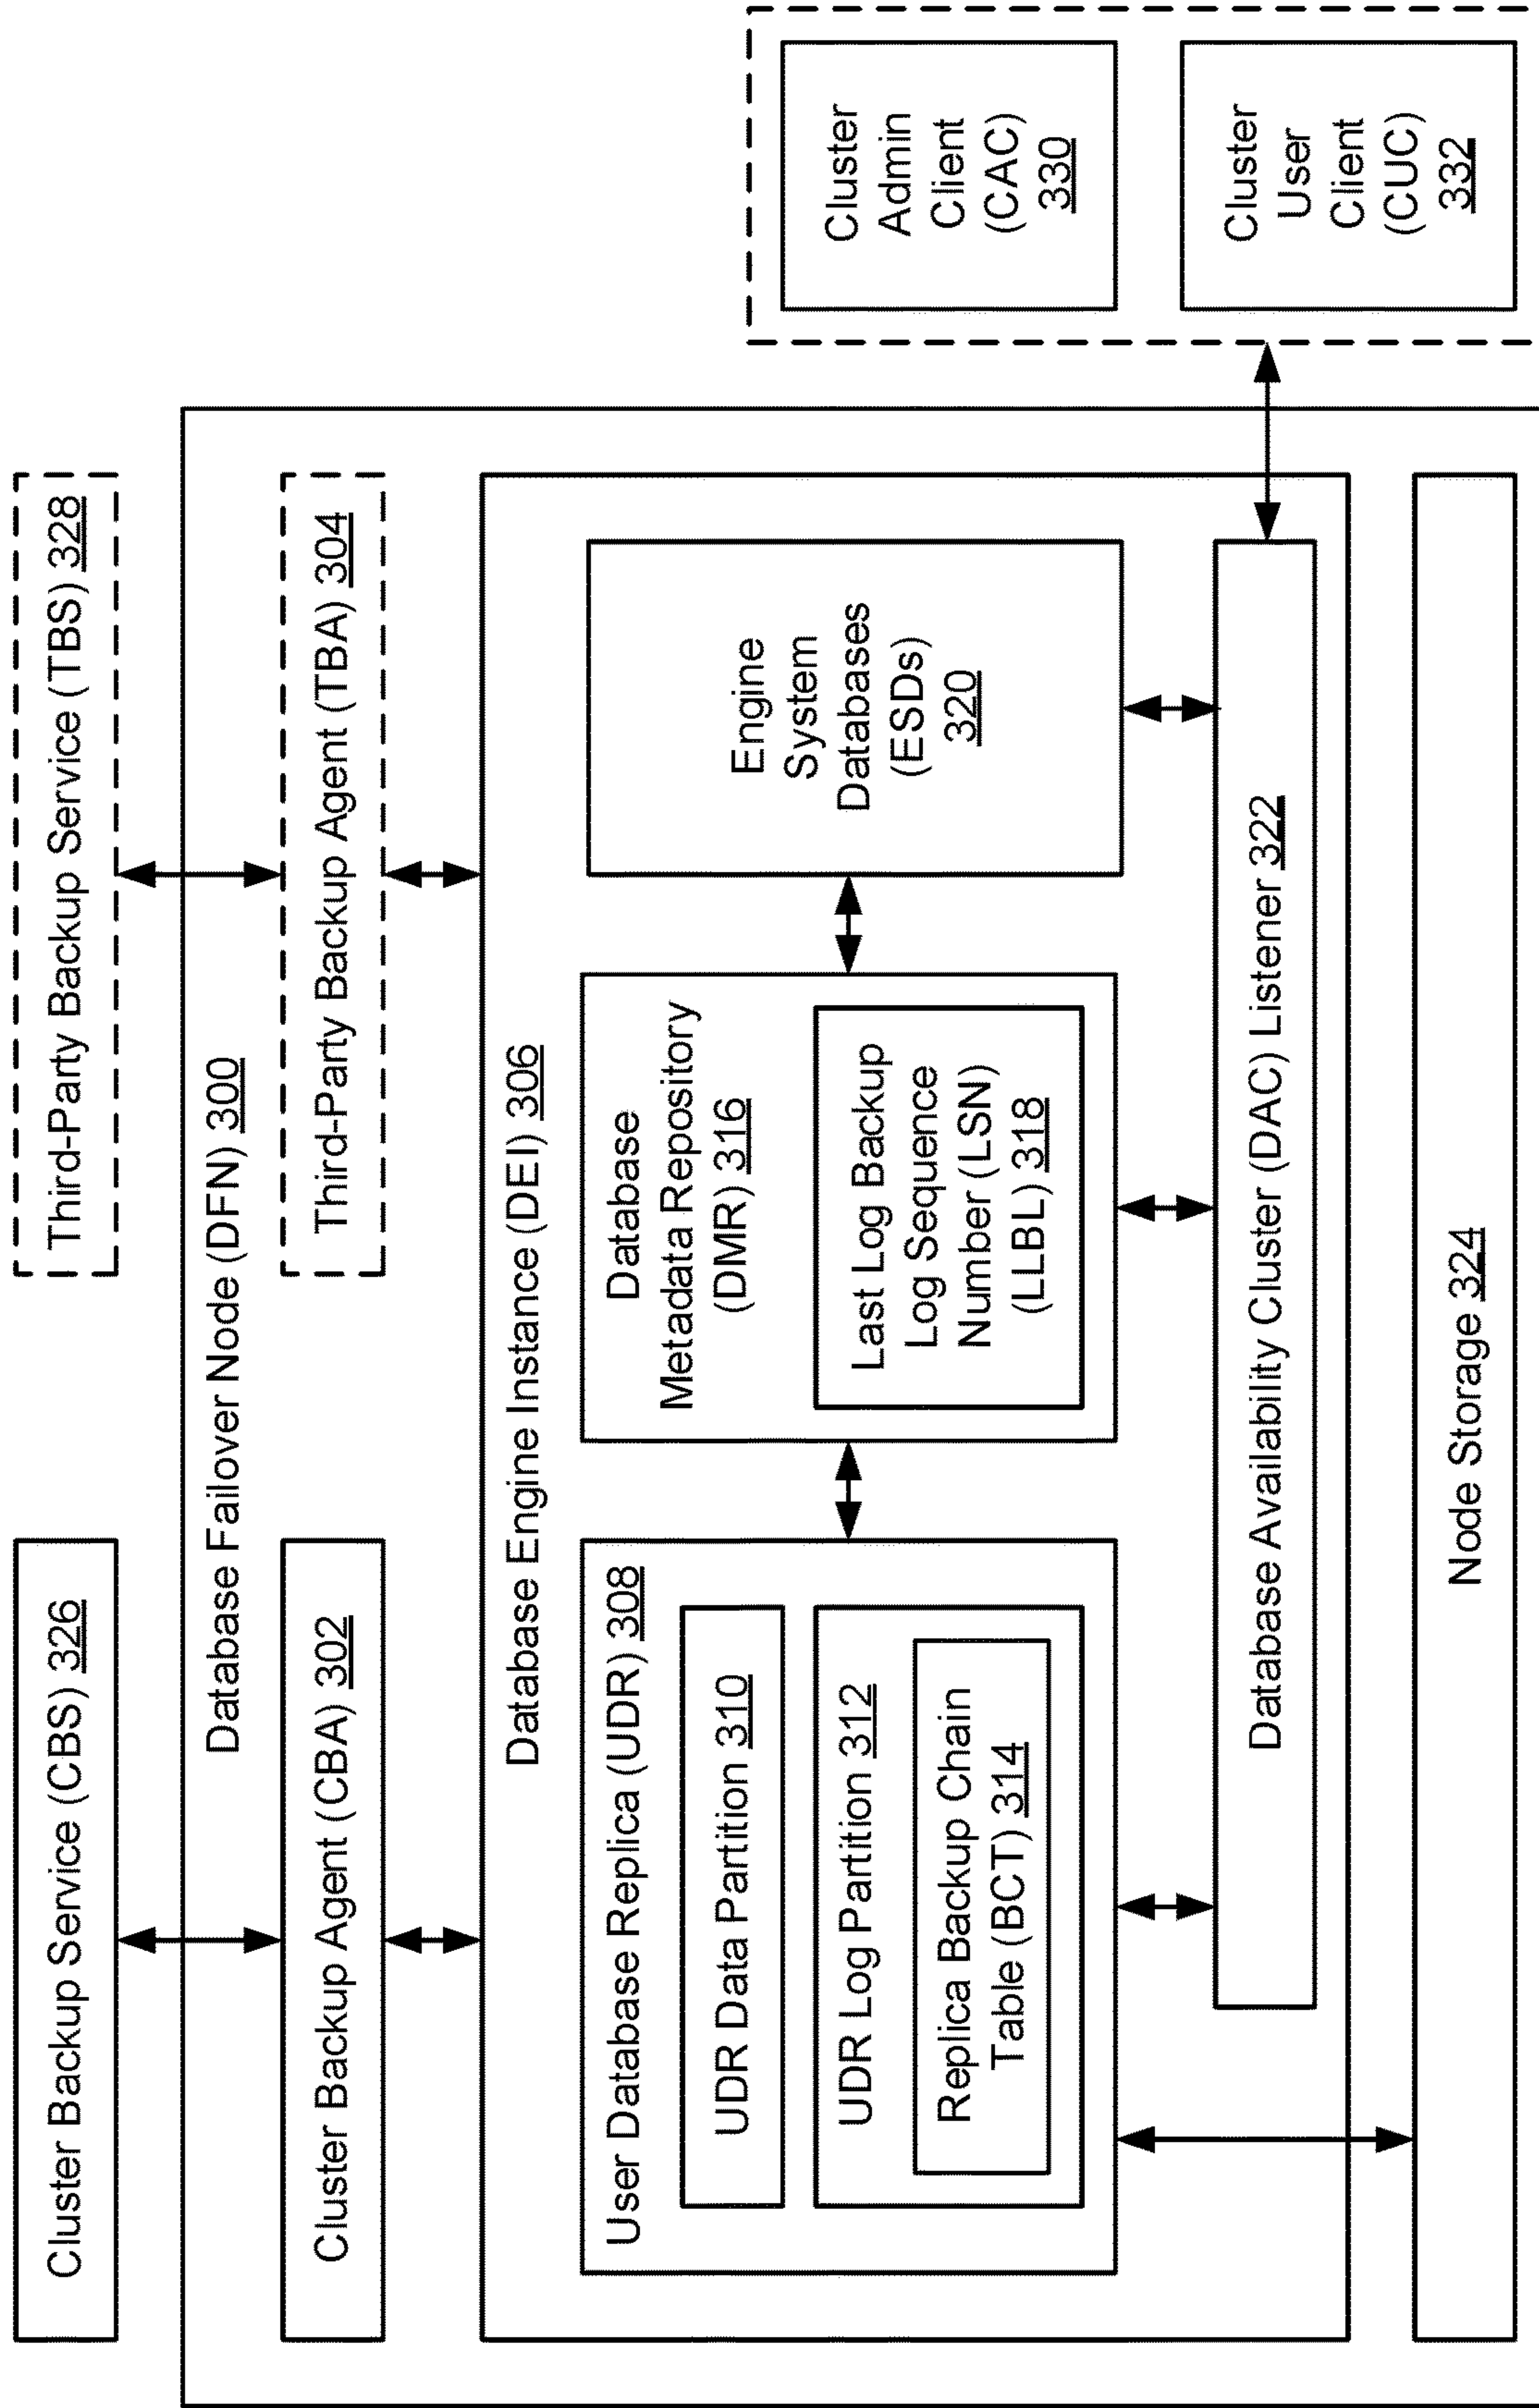 Cluster Backup Service (CBS) 326
Third-Party Backup Service (TBS) 328
Database Failover Node (DFN) 300
Cluster Backup Agent (CBA) 302
Third-Party Backup Agent (TBA) 304
Database Engine Instance (DEI) 306
User Database Replica (UDR) 308
UDR Data Partition 310
UDR Log Partition 312
Replica Backup Chain
Table (BCT) 314
Database
Metadata Repository
(DMR) 316
Last Log Backup
Log Sequence
Number (LSN)
(LLBL) 318
Engine
System
Databases
(ESDs)
320
Database Availability Cluster (DAC) Listener 322
Node Storage 324
Cluster
Admin
Client
(CAC)
330
Cluster
User
Client
(CUC)
332